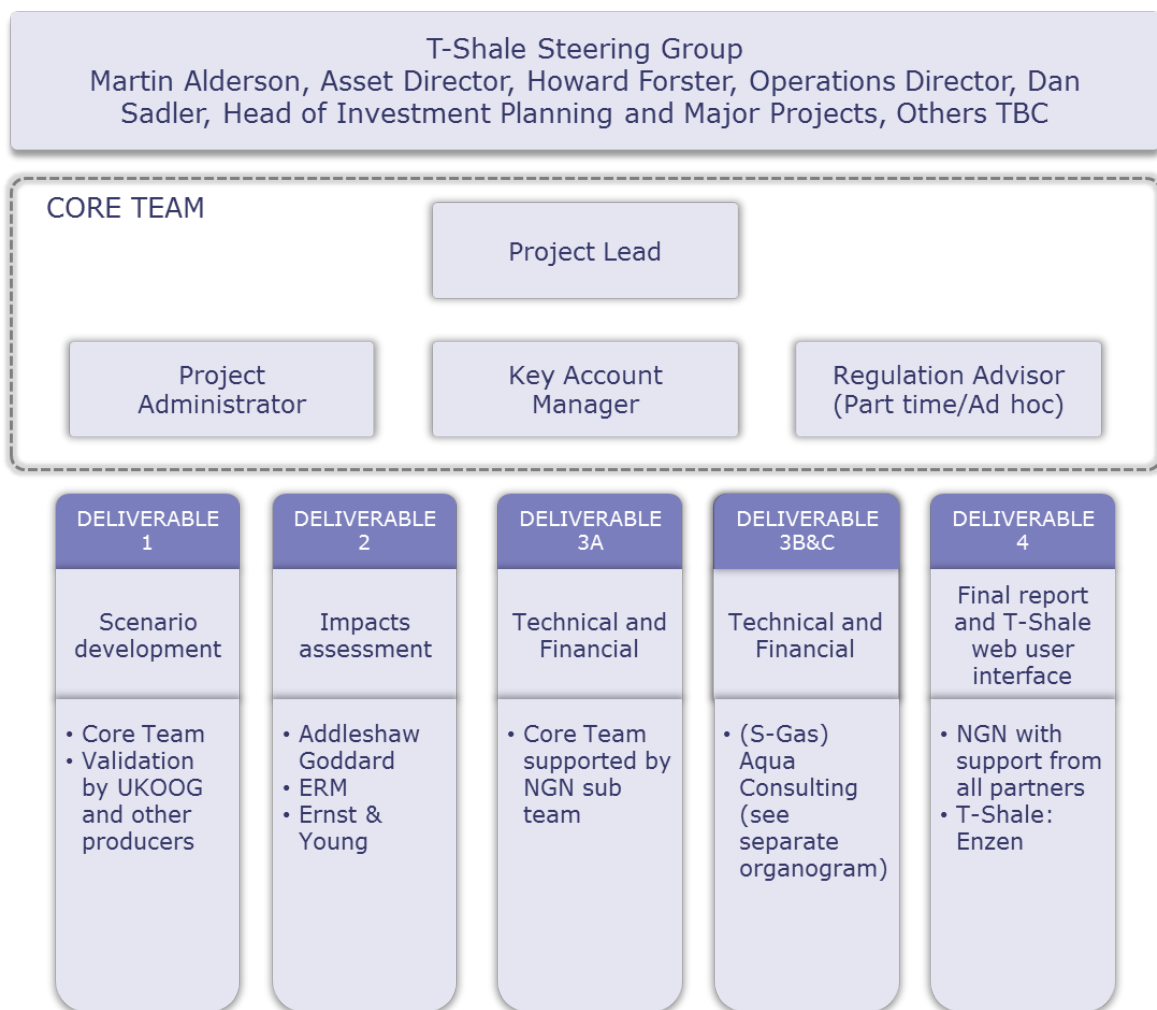 T-Shale Steering Group
Martin Alderson, Asset Director, Howard Forster, Operations Director, Dan
Sadler, Head of Investment Planning and Major Projects, Others TBC
CORE TEAM
Project Lead
Project
Administrator
Key Account
Manager
Regulation Advisor
(Part time/Ad hoc)
DELIVERABLE
1
Scenario
development
• Core Team
• Validation
by UKOOG
and other
producers
DELIVERABLE
2
Impacts
assessment
• Addleshaw
Goddard
• ERM
• Ernst &
Young
DELIVERABLE
3A
Technical and
Financial
• Core Team
supported by
NGN sub
team
DELIVERABLE
3B&C
Technical and
Financial
• (S-Gas)
Aqua
Consulting
(see
separate
organogram)
DELIVERABLE
4
Final report
and T-Shale
web user
interface
• NGN with
support from
all partners
• T-Shale:
Enzen